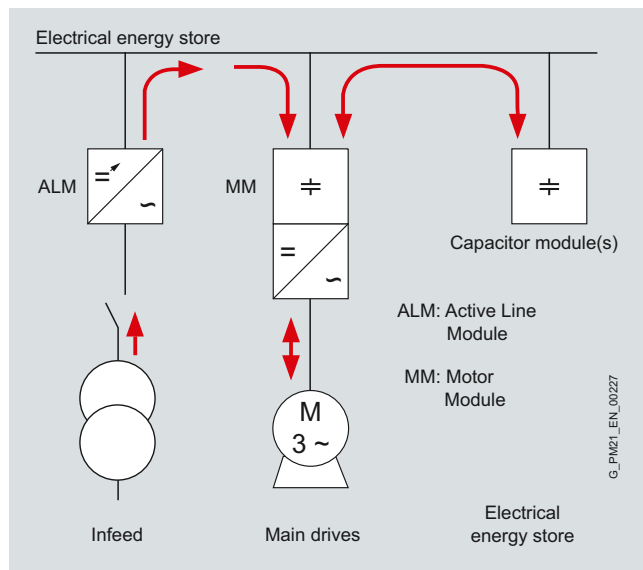 Electrical energy store
ALM
=
~
MM
=
~
Capacitor module(s)
ALM: Active Line
Module
MM: Motor
Module
M
3 ~
G_PM21_EN_00227
Infeed
Main drives
Electrical
energy store